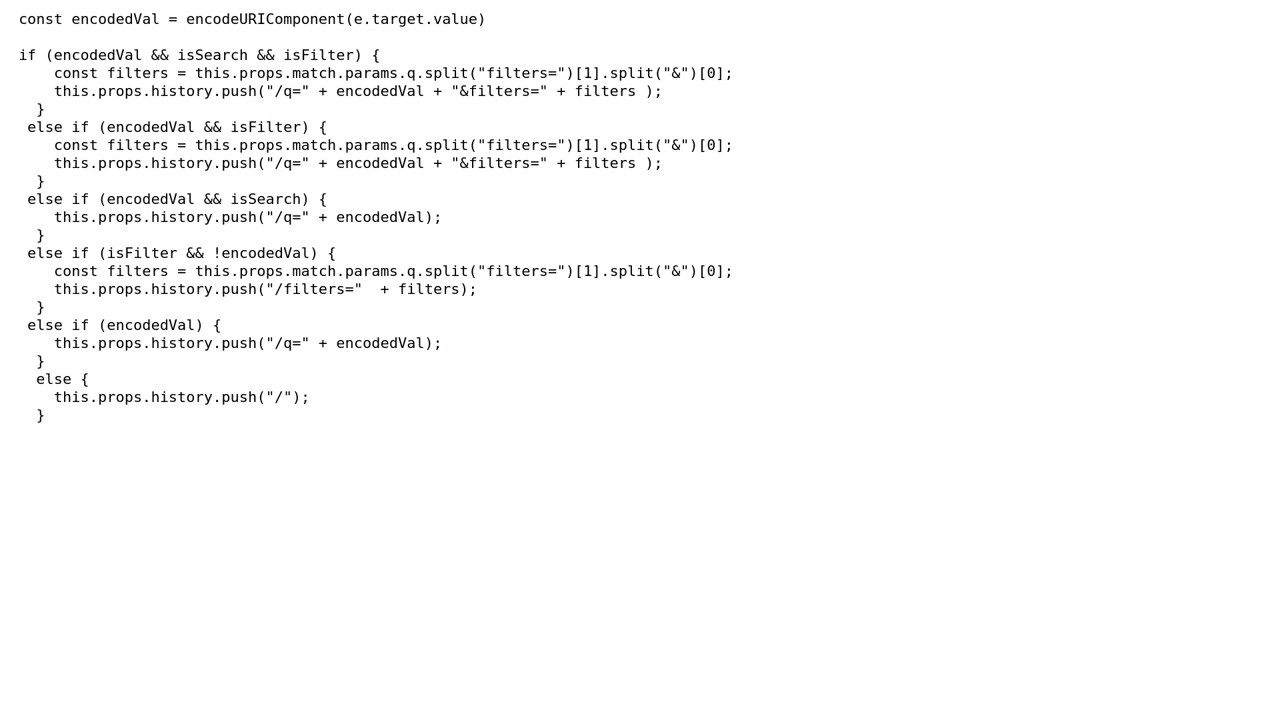 const encodedVal = encodeURIComponent(e.target.value)

if (encodedVal && isSearch && isFilter) {
    const filters = this.props.match.params.q.split("filters=")[1].split("&")[0];
    this.props.history.push("/q=" + encodedVal + "&filters=" + filters );
  }
 else if (encodedVal && isFilter) {
    const filters = this.props.match.params.q.split("filters=")[1].split("&")[0];
    this.props.history.push("/q=" + encodedVal + "&filters=" + filters );
  }
 else if (encodedVal && isSearch) {
    this.props.history.push("/q=" + encodedVal);
  }
 else if (isFilter && !encodedVal) {
    const filters = this.props.match.params.q.split("filters=")[1].split("&")[0];
    this.props.history.push("/filters="  + filters);
  }
 else if (encodedVal) {
    this.props.history.push("/q=" + encodedVal);
  }
  else {
    this.props.history.push("/");
  }